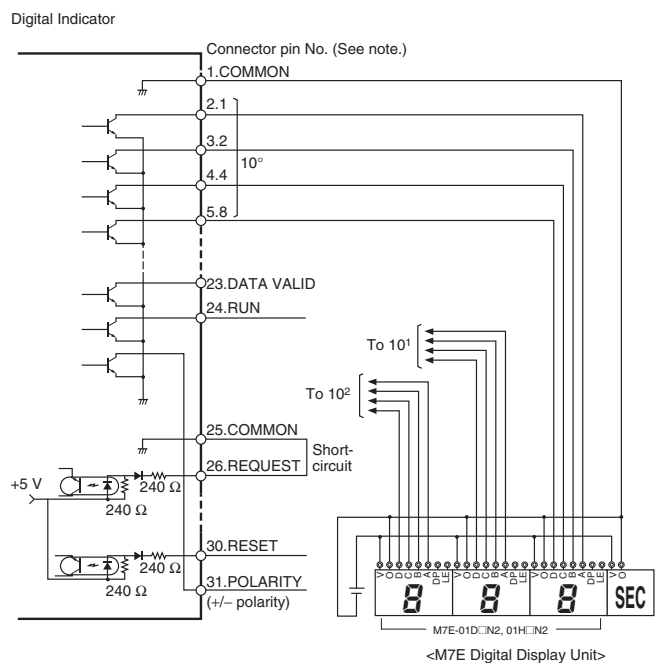 Digital Indicator
Connector pin No. (See note.)
1.COMMON
2.1
3.2
10°
4.4
5.8
23.DATA VALID
24.RUN
To 10¹
To 10²
25.COMMON
Short-
circuit
26.REQUEST
+5 V
240 Ω
240 Ω
30.RESET
240 Ω
240 Ω
31.POLARITY
(+/− polarity)
V O D C B A DP LE V O D C B A DP LE V O D C B A DP LE V O
8 8 8 SEC
M7E-01D□N2, 01H□N2
<M7E Digital Display Unit>